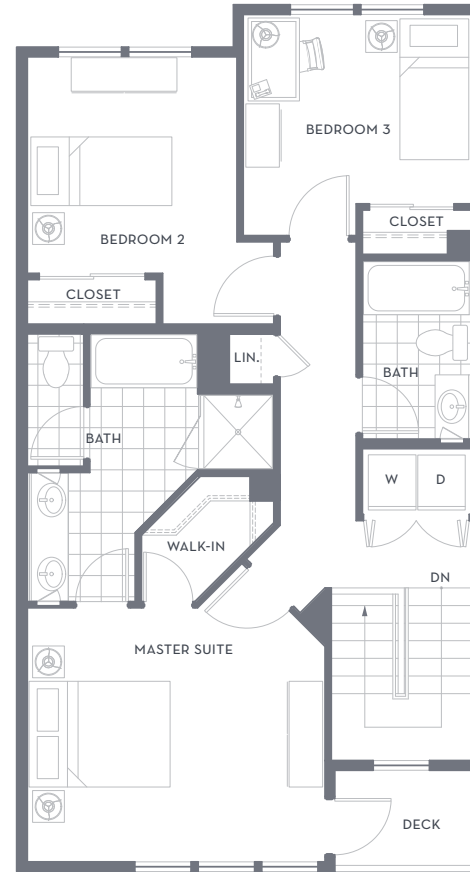 BEDROOM 3
CLOSET
BEDROOM 2
CLOSET
LIN.
BATH
BATH
W
D
WALK-IN
DN
MASTER SUITE
DECK